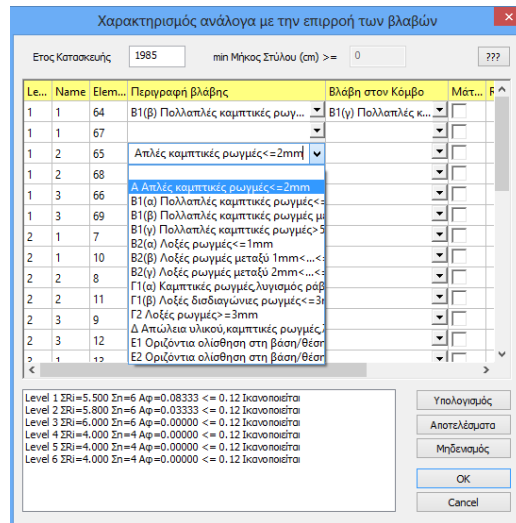 Χαρακτηρισμός ανάλογα με την επιρροή των βλαβών
Ετος Κατασκευής 1985 min Μήκος Στύλου (cm) >= 0 ???
Le... Name Elem... Περιγραφή βλάβης Βλάβη στον Κόμβο Μάτ...
1 1 64 Β1(β) Πολλαπλές καμπτικές ρωγ... Β1(γ) Πολλαπλές κ...
1 1 67
1 2 65 Απλές καμπτικές ρωγμές<=2mm
1 2 68
1 3 66 Α Απλές καμπτικές ρωγμές<=2mm
Β1(α) Πολλαπλές καμπτικές ρωγμές<=
1 3 69 Β1(β) Πολλαπλές καμπτικές ρωγμές
2 1 7 Β1(γ) Πολλαπλές καμπτικές ρωγμές>
Β2(α) Λοξές ρωγμές<=1mm
2 1 10 Β2(β) Λοξές ρωγμές μεταξύ 1mm<...<=
2 2 8 Β2(γ) Λοξές ρωγμές μεταξύ 2mm<...<=
Γ1(α) Καμπτικές ρωγμές,λυγισμός ράβ
2 2 11 Γ1(β) Λοξές δισδιαγώνιες ρωγμές<=3
2 3 9 Γ2 Λοξές ρωγμές>=3mm
Δ Απώλεια υλικού,καμπτικές ρωγμές,
2 3 12 Ε1 Οριζόντια ολίσθηση στη βάση/θέση
Ε2 Οριζόντια ολίσθηση στη βάση/θέση
Level 1 ΣRi=5.500 Σn=6 Αφ=0.08333 <= 0.12 Ικανοποιείται
Level 2 ΣRi=5.800 Σn=6 Αφ=0.03333 <= 0.12 Ικανοποιείται
Level 3 ΣRi=6.000 Σn=6 Αφ=0.00000 <= 0.12 Ικανοποιείται
Level 4 ΣRi=4.000 Σn=4 Αφ=0.00000 <= 0.12 Ικανοποιείται
Level 5 ΣRi=4.000 Σn=4 Αφ=0.00000 <= 0.12 Ικανοποιείται
Level 6 ΣRi=4.000 Σn=4 Αφ=0.00000 <= 0.12 Ικανοποιείται
Υπολογισμός
Αποτελέσματα
Μηδενισμός
OK
Cancel